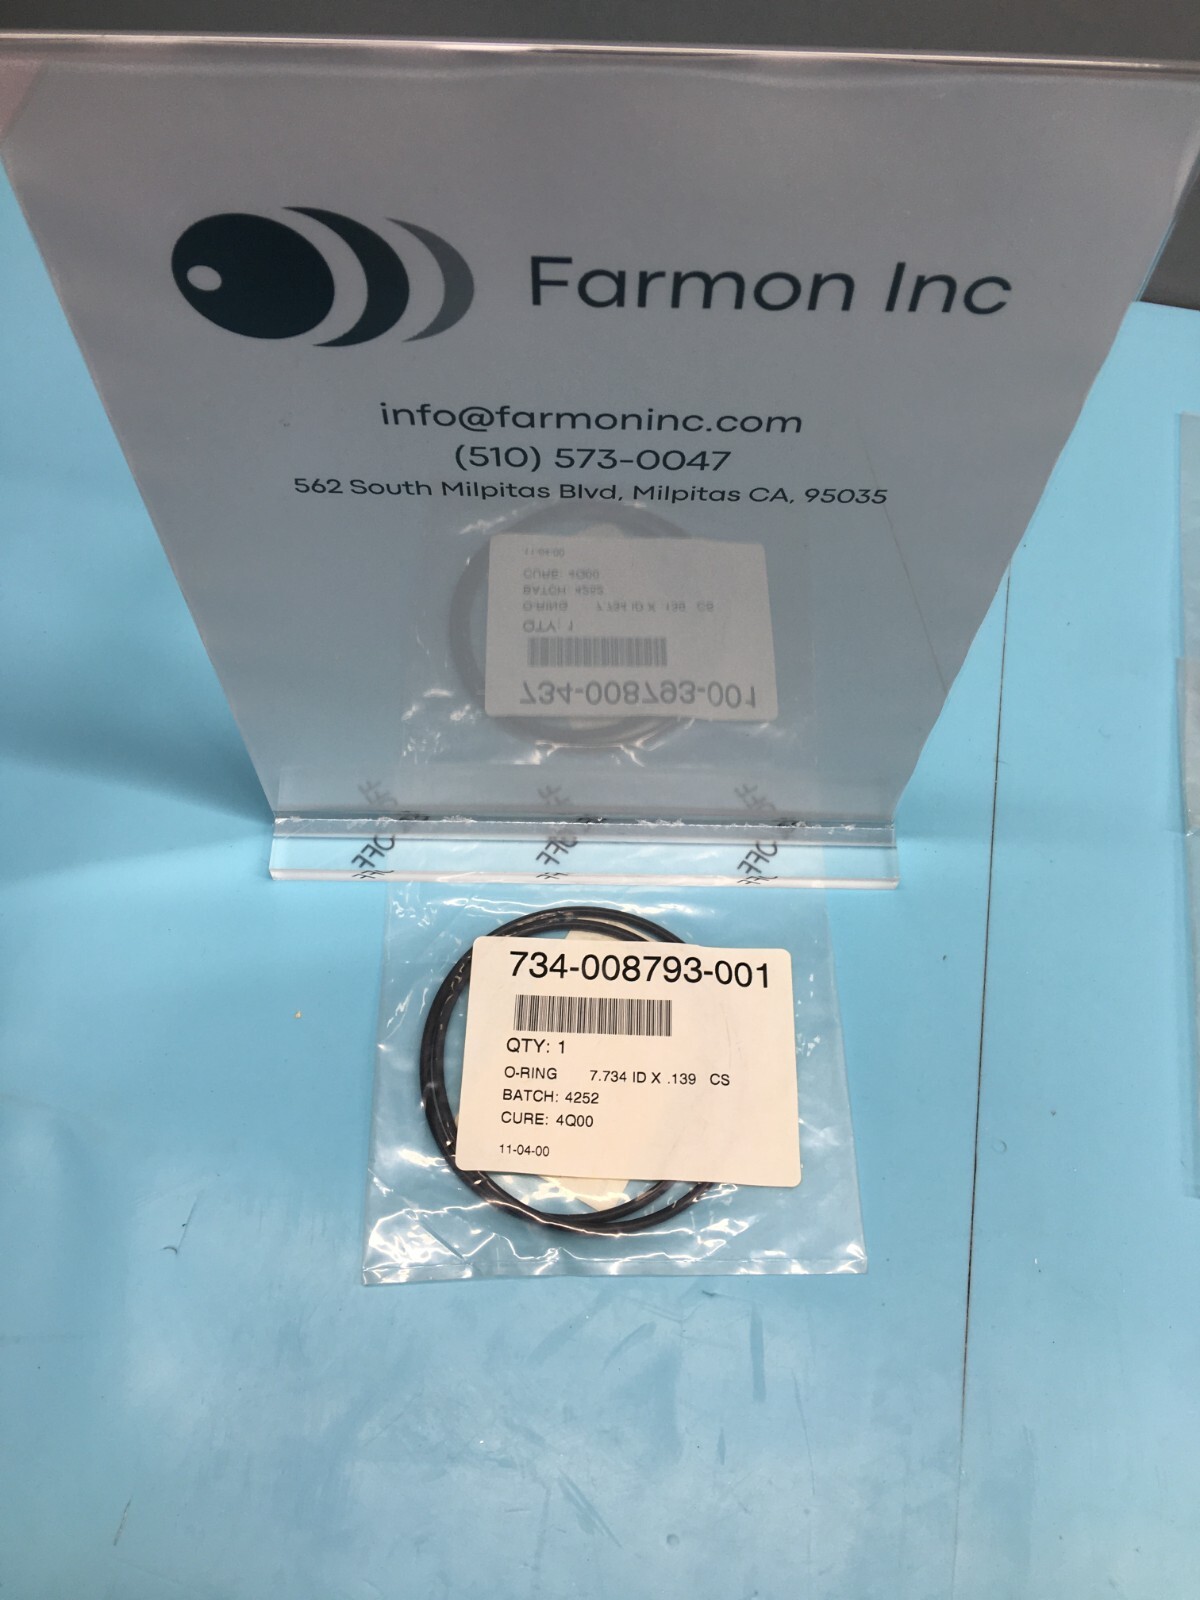 Farmon Inc
info@farmoninc.com
(510) 573-0047
562 South Milpitas Blvd, Milpitas CA, 95035
734-008793-001
QTY: 1
O-RING 7.734 ID X .139 CS
BATCH: 4252
CURE: 4Q00
11-04-00